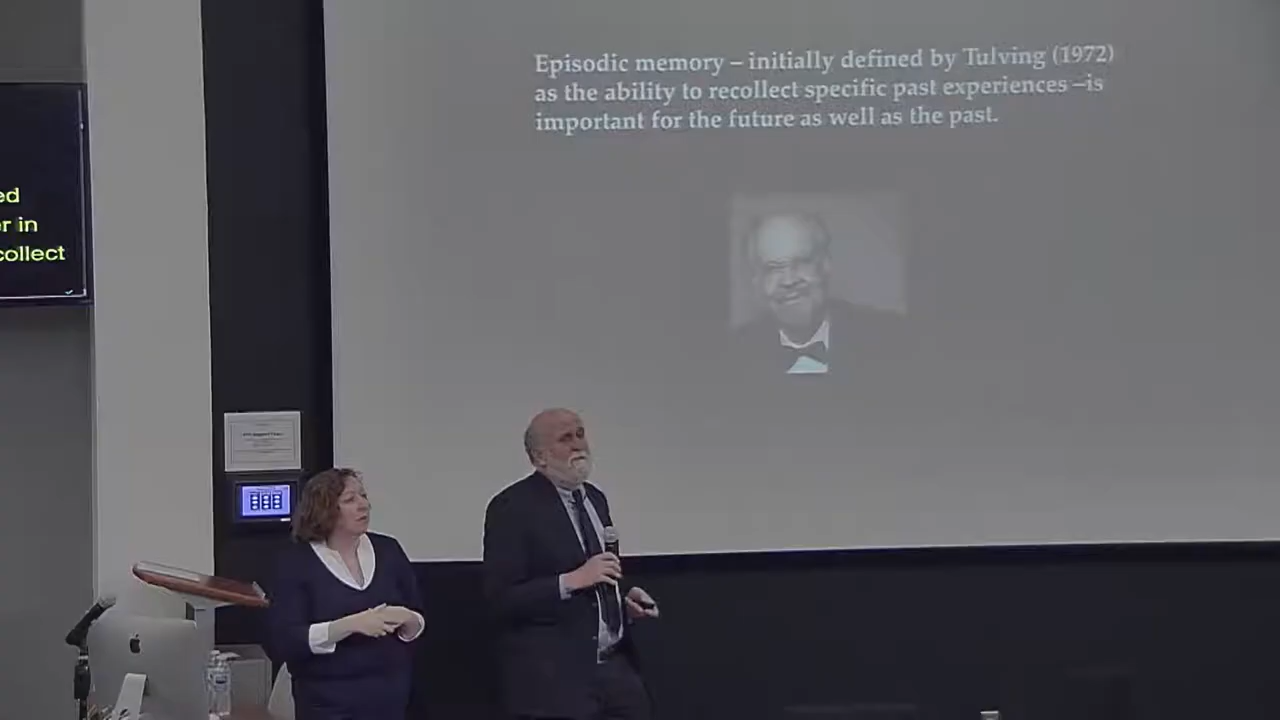 ed
r in
collect
Episodic memory – initially defined by Tulving (1972)
as the ability to recollect specific past experiences –is
important for the future as well as the past.